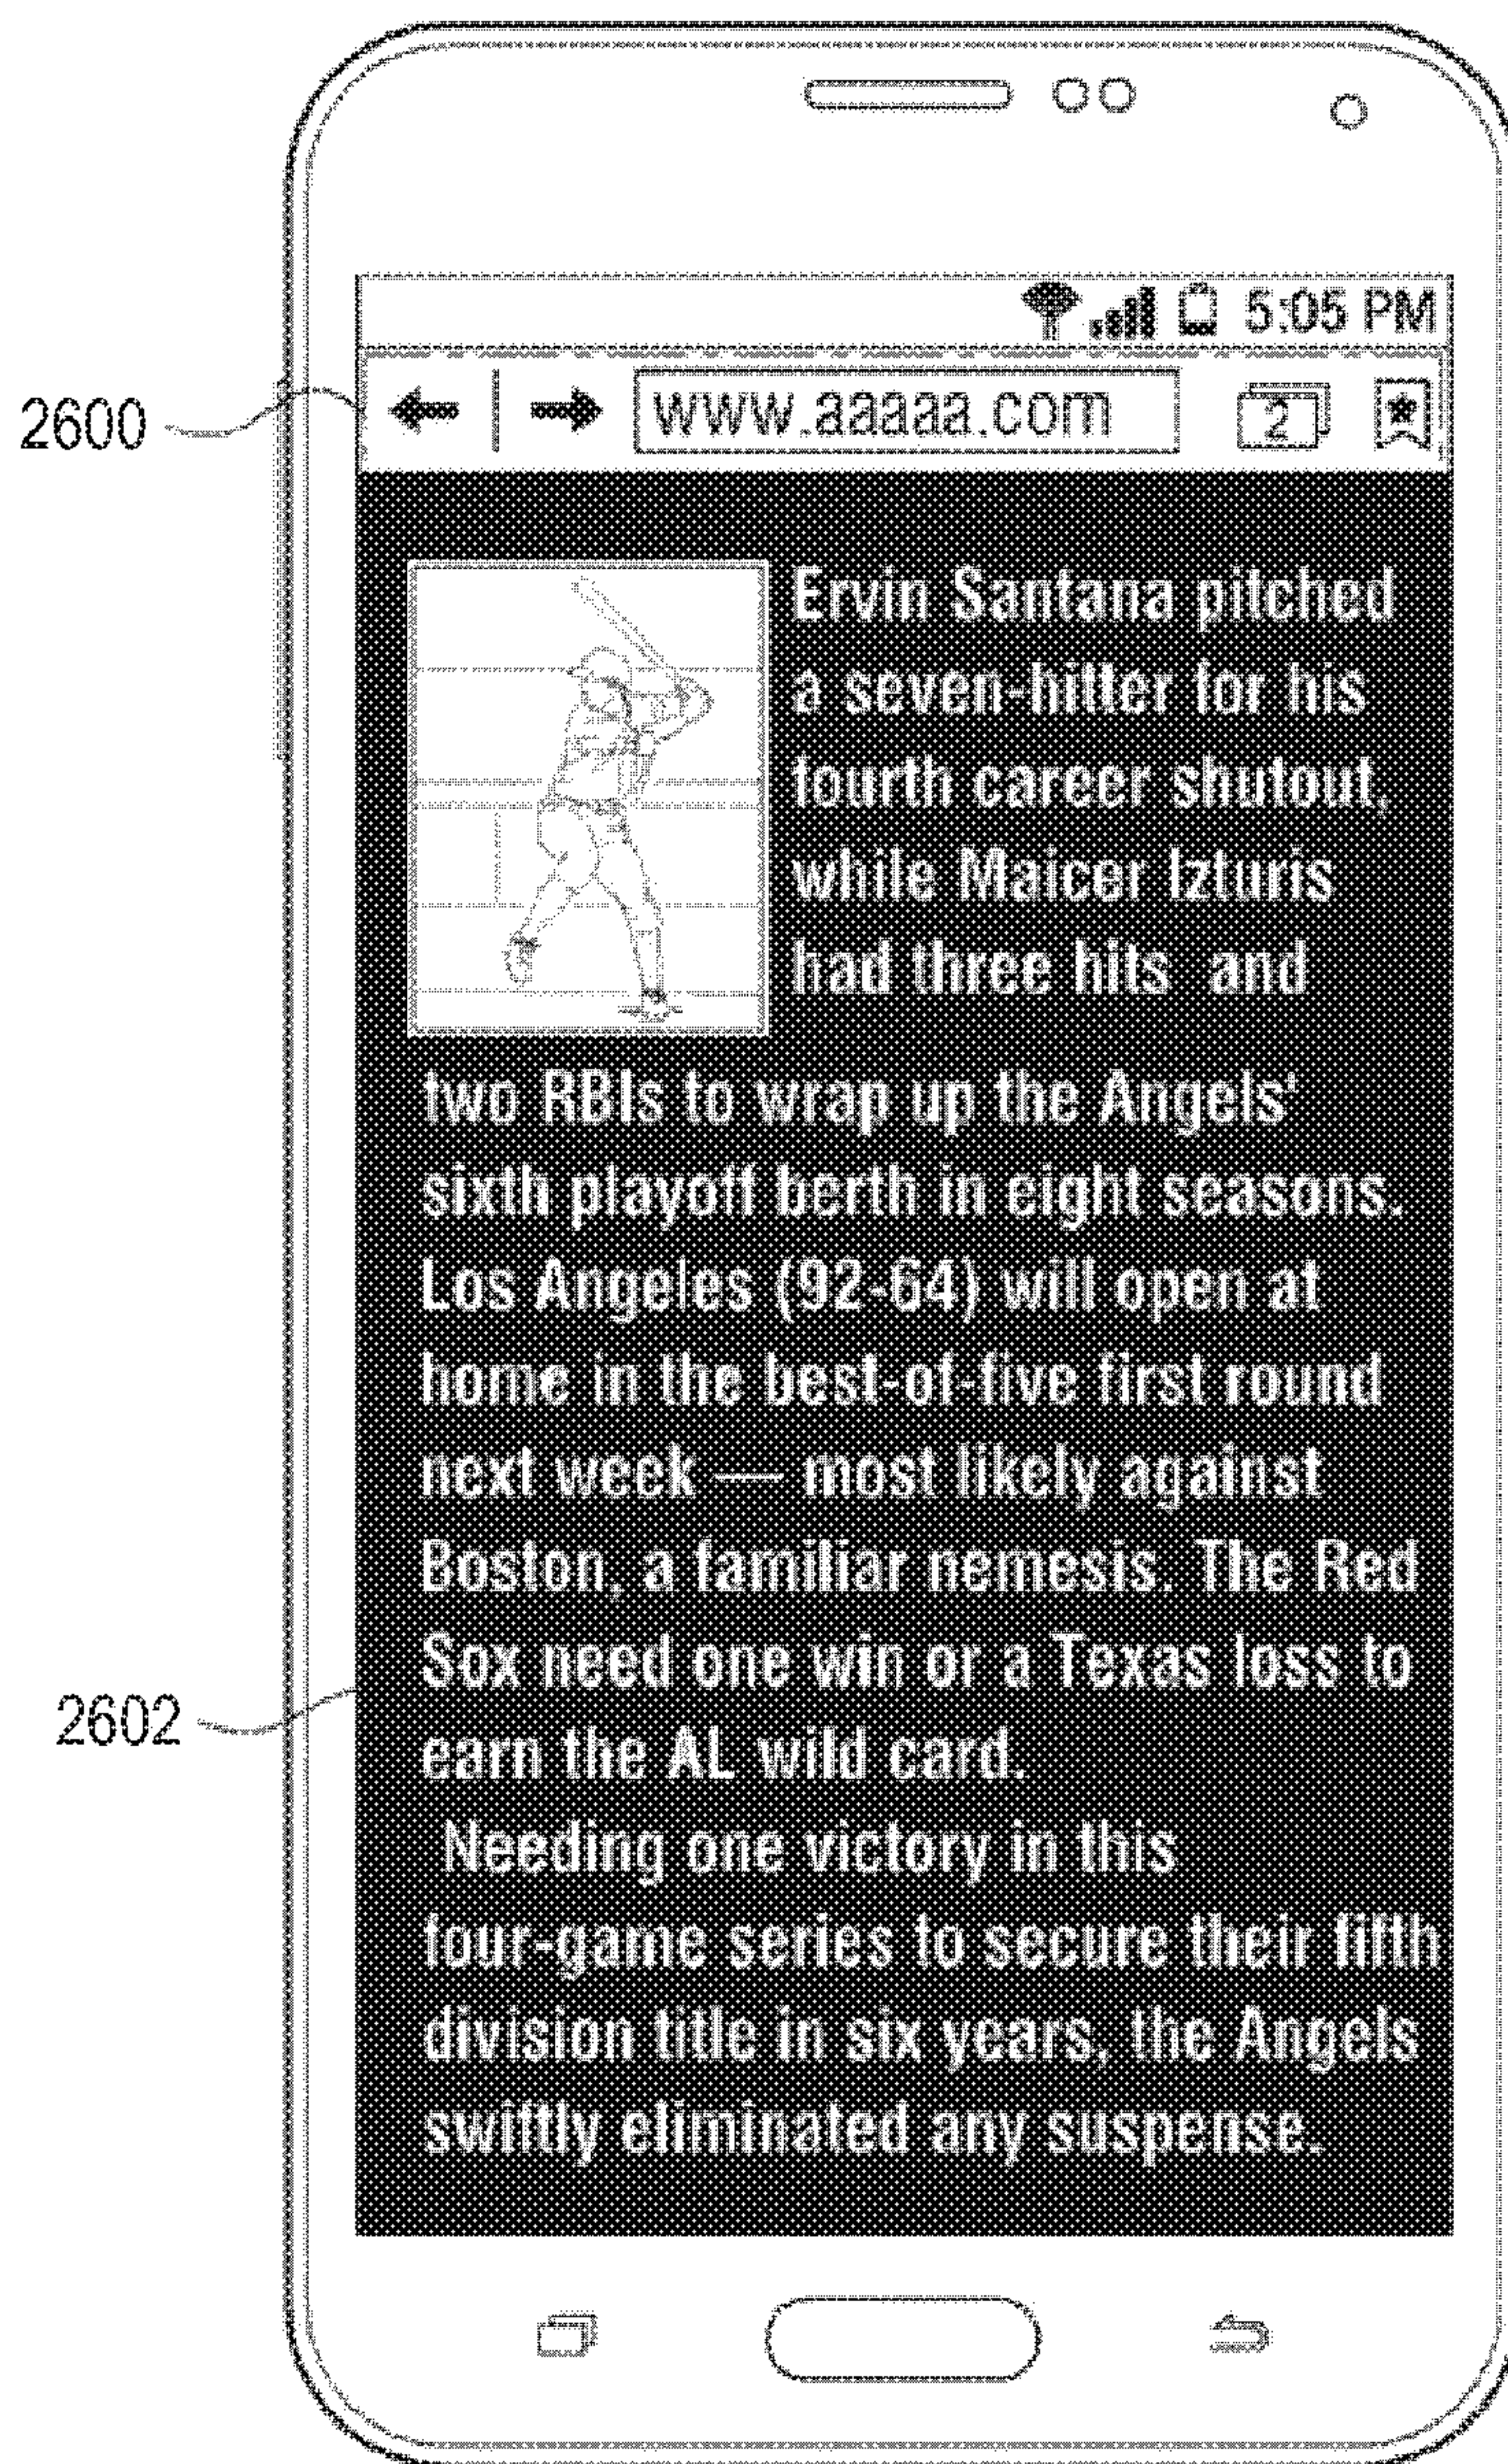 5:05 PM
2600
www.aaaaa.com
2
Ervin Santana pitched
a seven-hitter for his
fourth career shutout,
while Maicer Izturis
had three hits and
two RBIs to wrap up the Angels'
sixth playoff berth in eight seasons.
Los Angeles (92-64) will open at
home in the best-of-five first round
next week — most likely against
Boston, a familiar nemesis. The Red
Sox need one win or a Texas loss to
2602
earn the AL wild card.
Needing one victory in this
four-game series to secure their fifth
division title in six years, the Angels
swiftly eliminated any suspense.